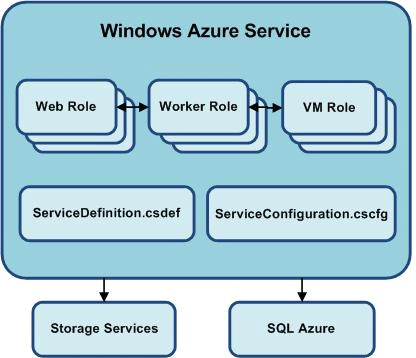 Windows Azure Service
Web Role
Worker Role
VM Role
ServiceDefinition.csdef
ServiceConfiguration.cscfg
Storage Services
SQL Azure